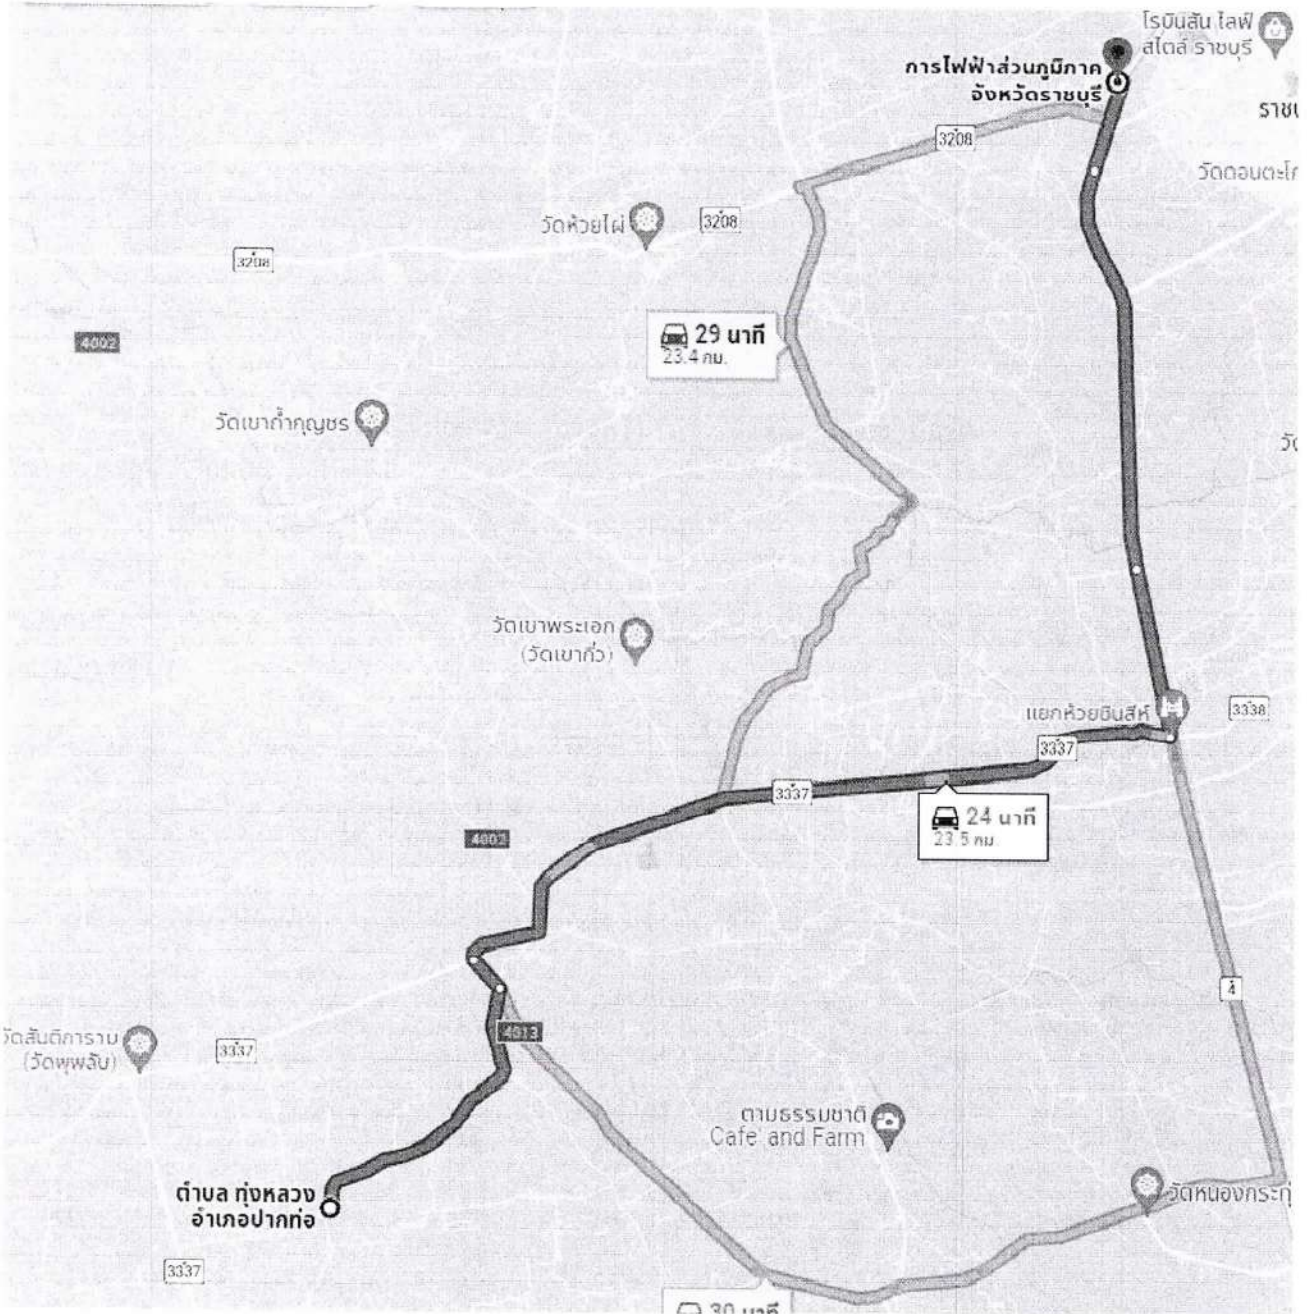 โรบินสัน ไลฟ์
สไตล์ ราชบุรี
การไฟฟ้าส่วนภูมิภาค
จังหวัดราชบุรี
ราชบ
3208
วัดดอนตะโก
วัดห้วยไผ่
3208
3208
29 นาที
23.4 กม.
4002
วัดเขาถ้ำกุญชร
วัด
วัดเขาพระเอก
(วัดเขากิ่ว)
แยกห้วยชินสีห์
3338
3337
3337
24 นาที
23.5 กม.
4002
4
4013
วัดสันติการาม
(วัดพุพลับ)
3337
ตามธรรมชาติ
Cafe' and Farm
ตำบล ทุ่งหลวง
อำเภอปากท่อ
วัดหนองกระทุ่
3337
30 นาที